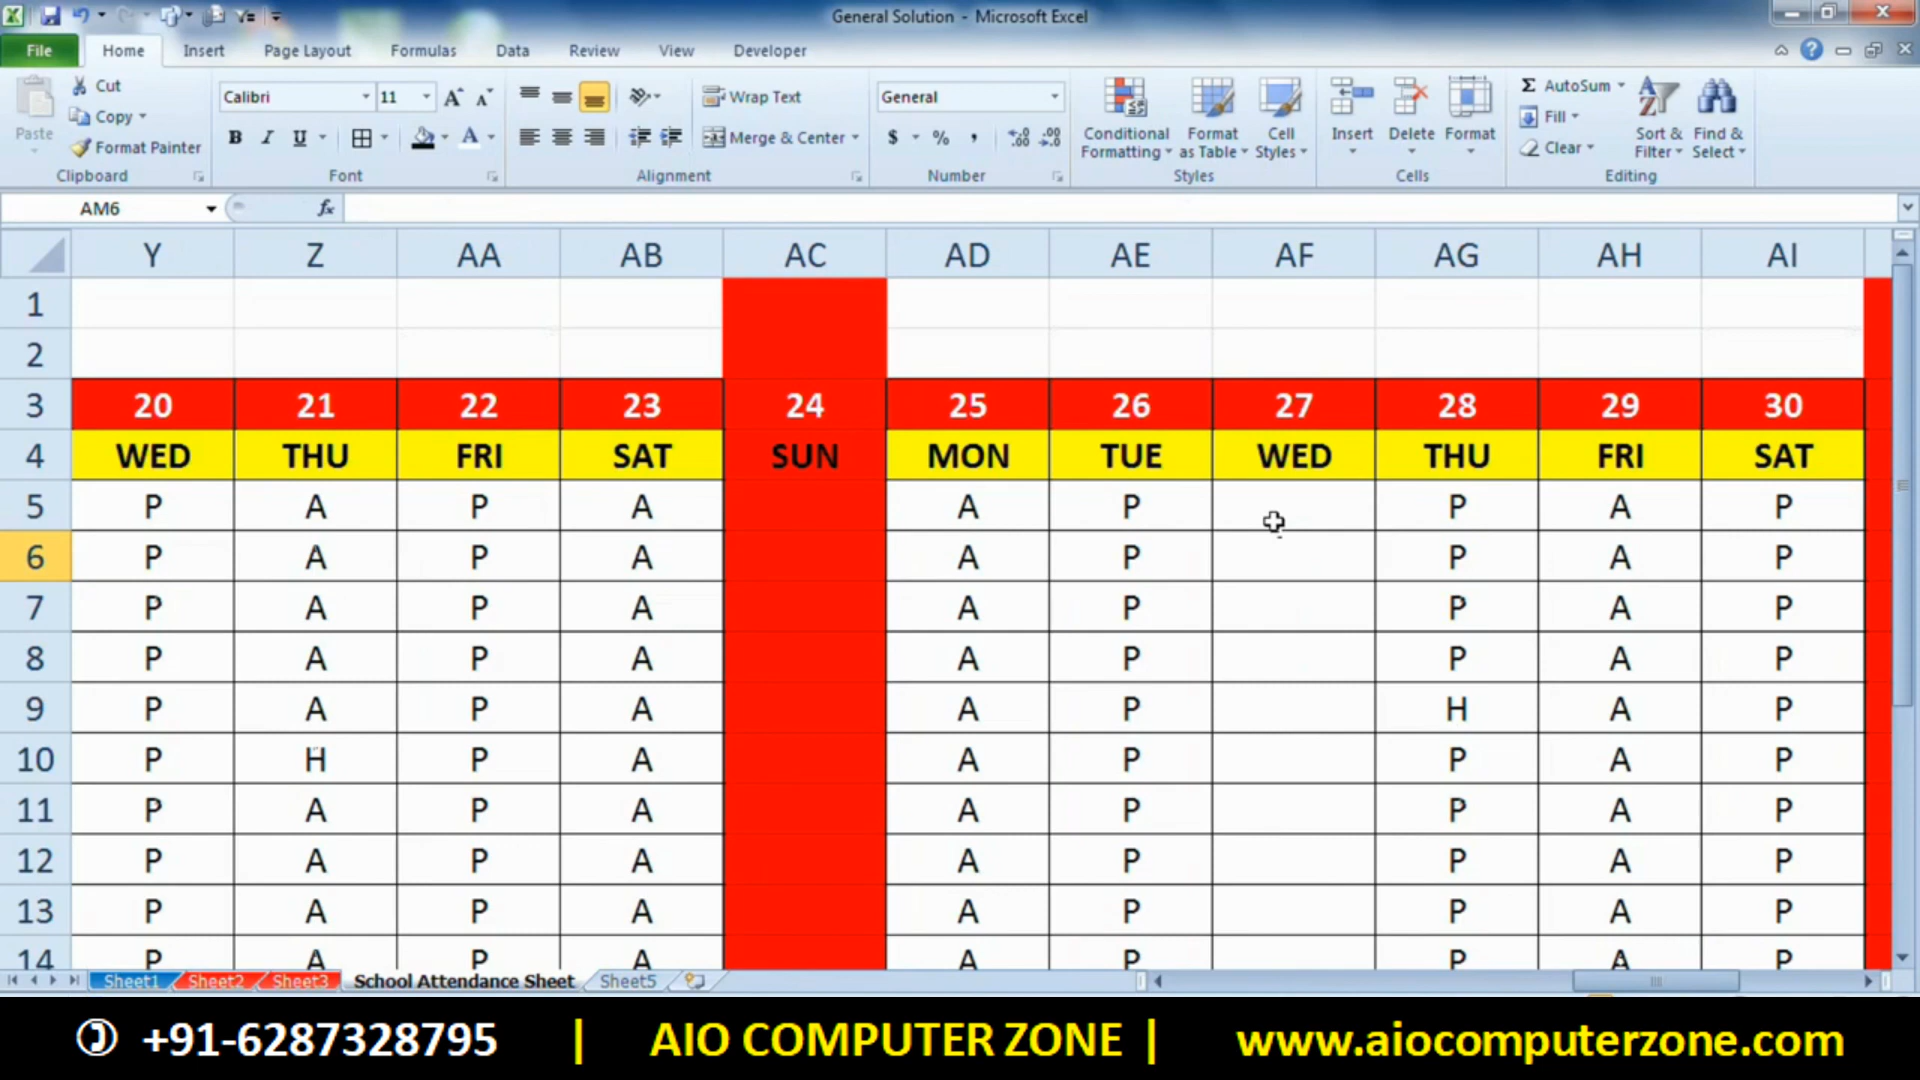 General Solution - Microsoft Excel
File Home Insert Page Layout Formulas Data Review View Developer
Paste Cut Copy Format Painter Clipboard
Calibri 11 B I U Font
Wrap Text Merge & Center Alignment
General $ % , Number
Conditional Formatting Format as Table Cell Styles Styles
Insert Delete Format Cells
Σ AutoSum Fill Clear Sort & Filter Find & Select Editing
AM6 fx
Y Z AA AB AC AD AE AF AG AH AI
1
2
3 20 21 22 23 24 25 26 27 28 29 30
4 WED THU FRI SAT SUN MON TUE WED THU FRI SAT
5 P A P A A P P A P
6 P A P A A P P A P
7 P A P A A P P A P
8 P A P A A P P A P
9 P A P A A P H A P
10 P H P A A P P A P
11 P A P A A P P A P
12 P A P A A P P A P
13 P A P A A P P A P
14 P A P A A P P A P
Sheet1 Sheet2 Sheet3 School Attendance Sheet Sheet5
+91-6287328795 | AIO COMPUTER ZONE | www.aiocomputerzone.com